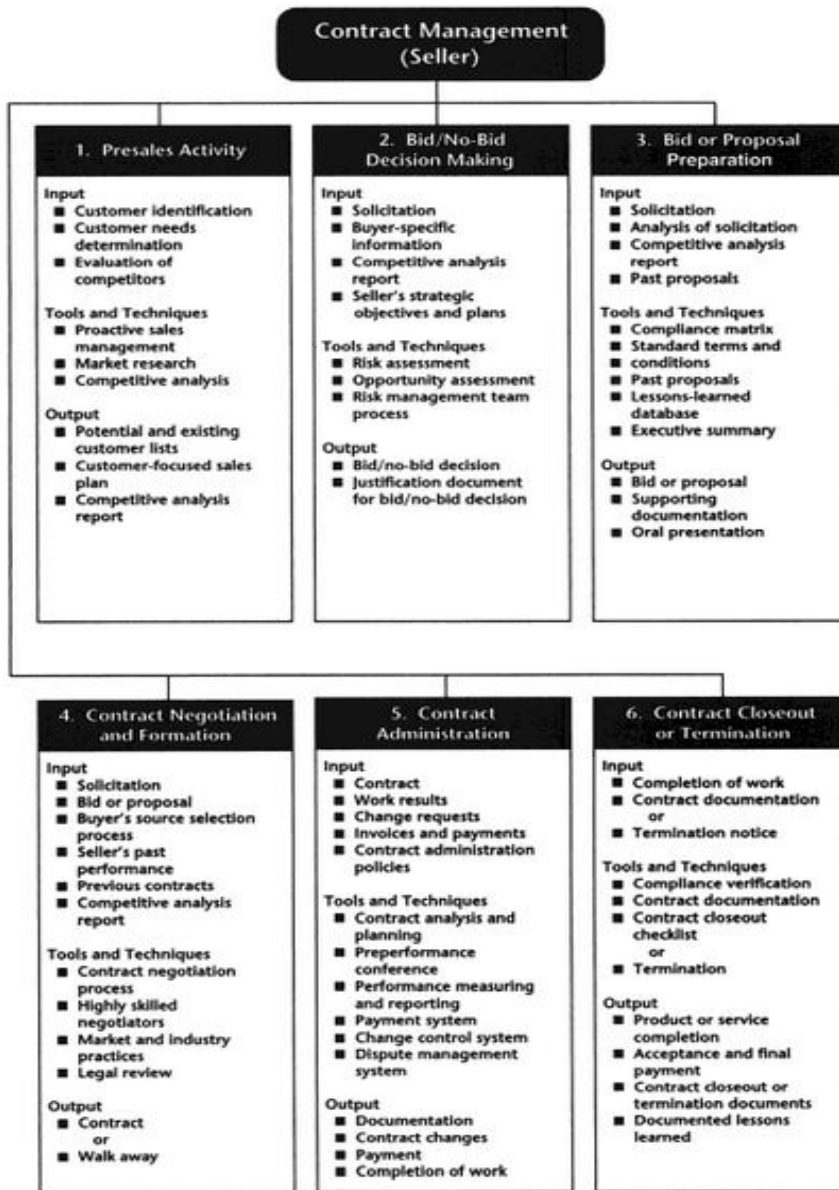 Contract Management
(Seller)
1. Presales Activity
Input
■ Customer identification
■ Customer needs
determination
■ Evaluation of
competitors
Tools and Techniques
■ Proactive sales
management
■ Market research
■ Competitive analysis
Output
■ Potential and existing
customer lists
■ Customer-focused sales
plan
■ Competitive analysis
report
2. Bid/No-Bid
Decision Making
Input
■ Solicitation
■ Buyer-specific
information
■ Competitive analysis
report
■ Seller's strategic
objectives and plans
Tools and Techniques
■ Risk assessment
■ Opportunity assessment
■ Risk management team
process
Output
■ Bid/no-bid decision
■ Justification document
for bid/no-bid decision
3. Bid or Proposal
Preparation
Input
■ Solicitation
■ Analysis of solicitation
■ Competitive analysis
report
■ Past proposals
Tools and Techniques
■ Compliance matrix
■ Standard terms and
■ conditions
■ Past proposals
■ Lessons-learned
database
■ Executive summary
Output
■ Bid or proposal
■ Supporting
documentation
■ Oral presentation
4. Contract Negotiation
and Formation
Input
■ Solicitation
■ Bid or proposal
■ Buyer's source selection
process
■ Seller's past
performance
■ Previous contracts
■ Competitive analysis
report
Tools and Techniques
■ Contract negotiation
process
■ Highly skilled
negotiators
■ Market and industry
practices
■ Legal review
Output
■ Contract
or
■ Walk away
5. Contract
Administration
Input
■ Contract
■ Work results
■ Change requests
■ Invoices and payments
■ Contract administration
policies
Tools and Techniques
■ Contract analysis and
planning
■ Preperformance
conference
■ Performance measuring
and reporting
■ Payment system
■ Change control system
■ Dispute management
system
Output
■ Documentation
■ Contract changes
■ Payment
■ Completion of work
6. Contract Closeout
or Termination
Input
■ Completion of work
■ Contract documentation
or
■ Termination notice
Tools and Techniques
■ Compliance verification
■ Contract documentation
■ Contract closeout
checklist
or
■ Termination
Output
■ Product or service
completion
■ Acceptance and final
payment
■ Contract closeout or
termination documents
■ Documented lessons
learned